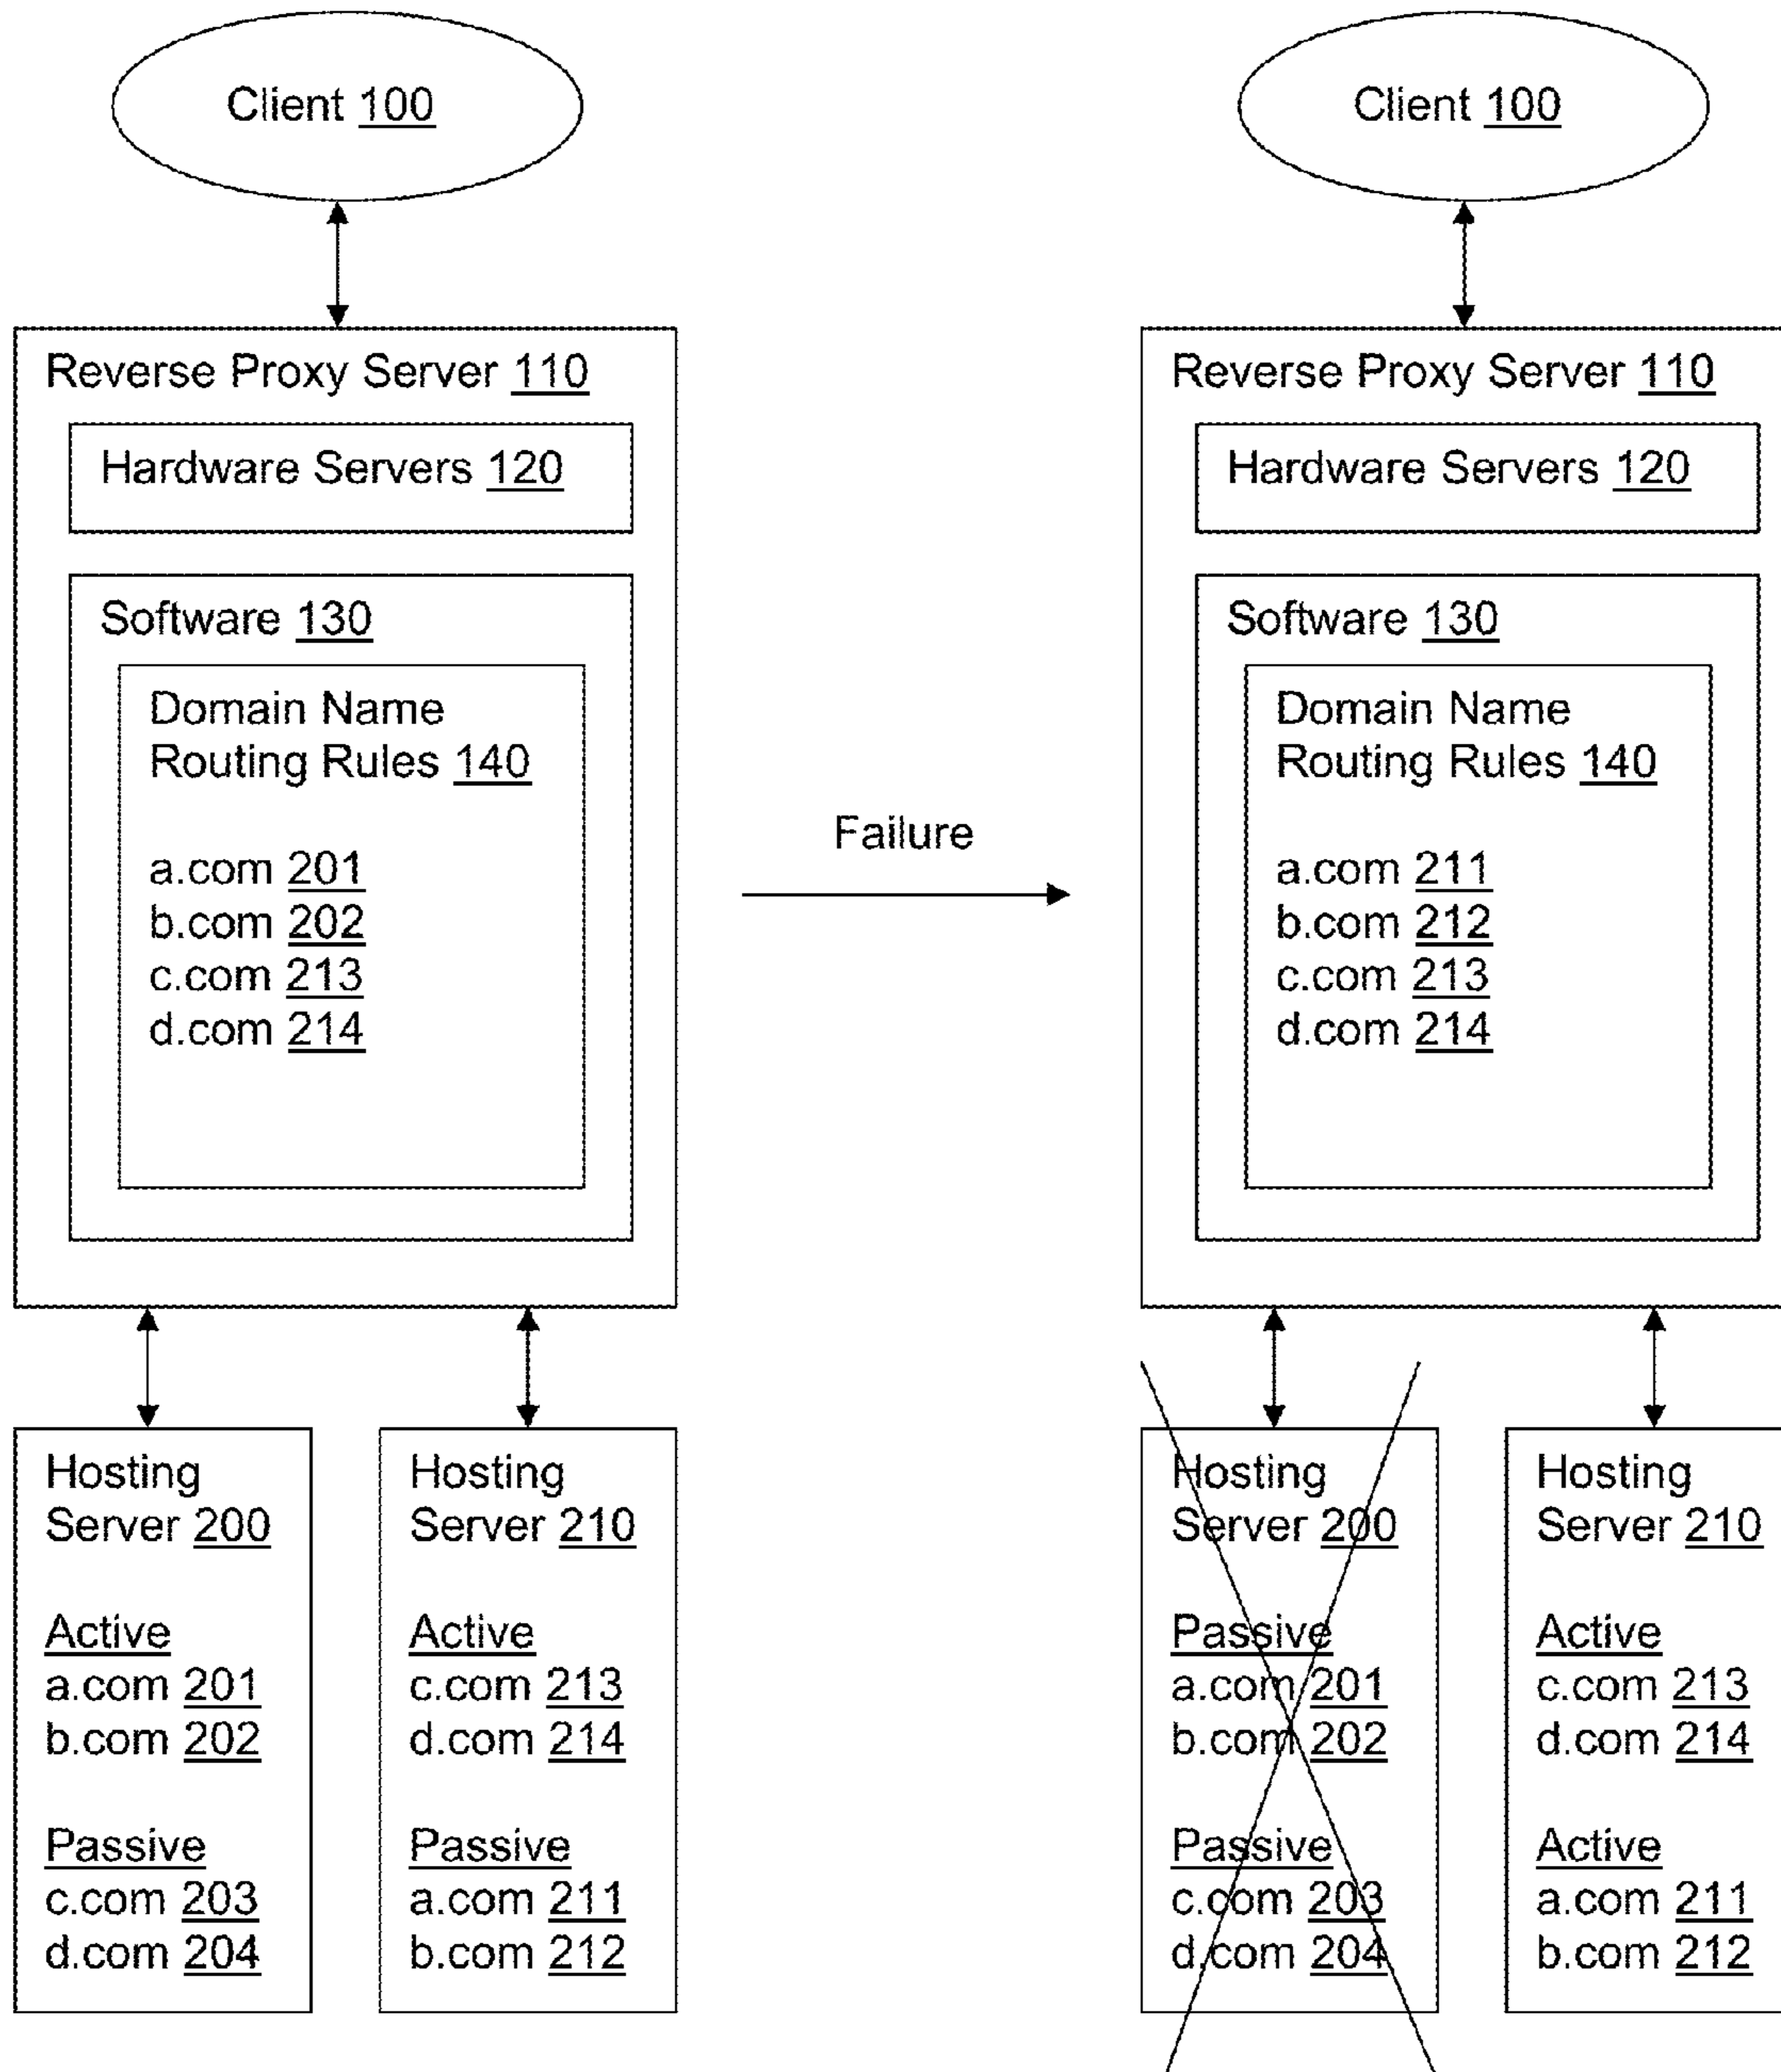 Client 100
Reverse Proxy Server 110
Hardware Servers 120
Software 130
Domain Name
Routing Rules 140
a.com 201
b.com 202
c.com 213
d.com 214
Hosting
Server 200
Active
a.com 201
b.com 202
Passive
c.com 203
d.com 204
Hosting
Server 210
Active
c.com 213
d.com 214
Passive
a.com 211
b.com 212
Failure
Client 100
Reverse Proxy Server 110
Hardware Servers 120
Software 130
Domain Name
Routing Rules 140
a.com 211
b.com 212
c.com 213
d.com 214
Hosting
Server 200
Passive
a.com 201
b.com 202
Passive
c.com 203
d.com 204
Hosting
Server 210
Active
c.com 213
d.com 214
Active
a.com 211
b.com 212